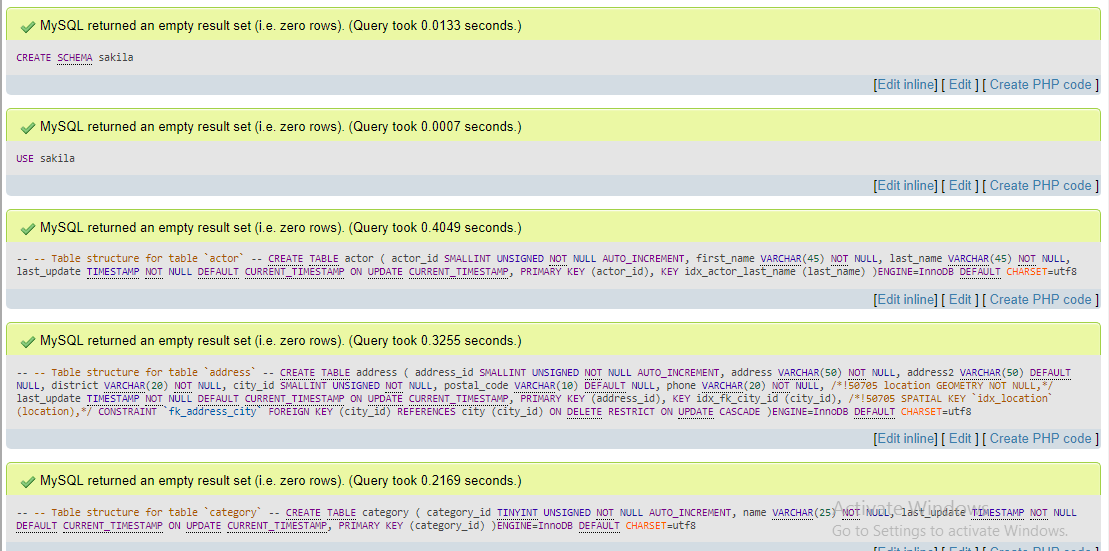 MySQL returned an empty result set (i.e. zero rows). (Query took 0.0133 seconds.)
CREATE SCHEMA sakila
[Edit inline] [ Edit ] [ Create PHP code ]
MySQL returned an empty result set (i.e. zero rows). (Query took 0.0007 seconds.)
USE sakila
[Edit inline] [ Edit ] [ Create PHP code ]
MySQL returned an empty result set (i.e. zero rows). (Query took 0.4049 seconds.)
-- -- Table structure for table `actor` -- CREATE TABLE actor ( actor_id SMALLINT UNSIGNED NOT NULL AUTO_INCREMENT, first_name VARCHAR(45) NOT NULL, last_name VARCHAR(45) NOT NULL,
last_update TIMESTAMP NOT NULL DEFAULT CURRENT_TIMESTAMP ON UPDATE CURRENT_TIMESTAMP, PRIMARY KEY (actor_id), KEY idx_actor_last_name (last_name) )ENGINE=InnoDB DEFAULT CHARSET=utf8
[Edit inline] [ Edit ] [ Create PHP code ]
MySQL returned an empty result set (i.e. zero rows). (Query took 0.3255 seconds.)
-- -- Table structure for table `address` -- CREATE TABLE address ( address_id SMALLINT UNSIGNED NOT NULL AUTO_INCREMENT, address VARCHAR(50) NOT NULL, address2 VARCHAR(50) DEFAULT
NULL, district VARCHAR(20) NOT NULL, city_id SMALLINT UNSIGNED NOT NULL, postal_code VARCHAR(10) DEFAULT NULL, phone VARCHAR(20) NOT NULL, /*!50705 location GEOMETRY NOT NULL,*/
last_update TIMESTAMP NOT NULL DEFAULT CURRENT_TIMESTAMP ON UPDATE CURRENT_TIMESTAMP, PRIMARY KEY (address_id), KEY idx_fk_city_id (city_id), /*!50705 SPATIAL KEY `idx_location`
(location),*/ CONSTRAINT `fk_address_city` FOREIGN KEY (city_id) REFERENCES city (city_id) ON DELETE RESTRICT ON UPDATE CASCADE )ENGINE=InnoDB DEFAULT CHARSET=utf8
[Edit inline] [ Edit ] [ Create PHP code ]
MySQL returned an empty result set (i.e. zero rows). (Query took 0.2169 seconds.)
-- -- Table structure for table `category` -- CREATE TABLE category ( category_id TINYINT UNSIGNED NOT NULL AUTO_INCREMENT, name VARCHAR(25) NOT NULL, last_update TIMESTAMP NOT NULL
DEFAULT CURRENT_TIMESTAMP ON UPDATE CURRENT_TIMESTAMP, PRIMARY KEY (category_id) )ENGINE=InnoDB DEFAULT CHARSET=utf8
Activate Windows
Go to Settings to activate Windows.
[Edit inline] [ Edit ] [ Create PHP code ]